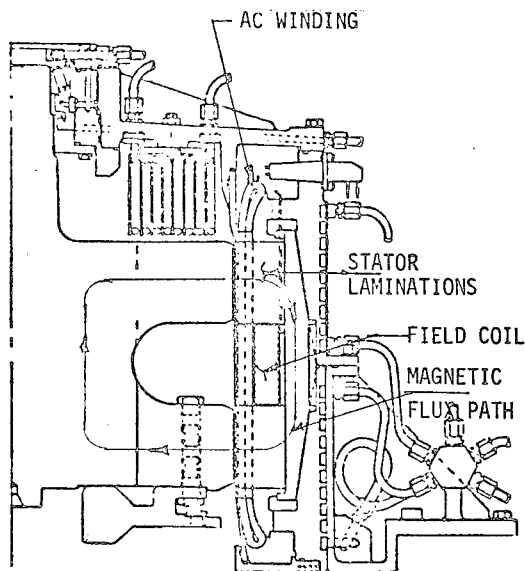 AC WINDING
STATOR
LAMINATIONS
FIELD COIL
MAGNETIC
FLUX PATH